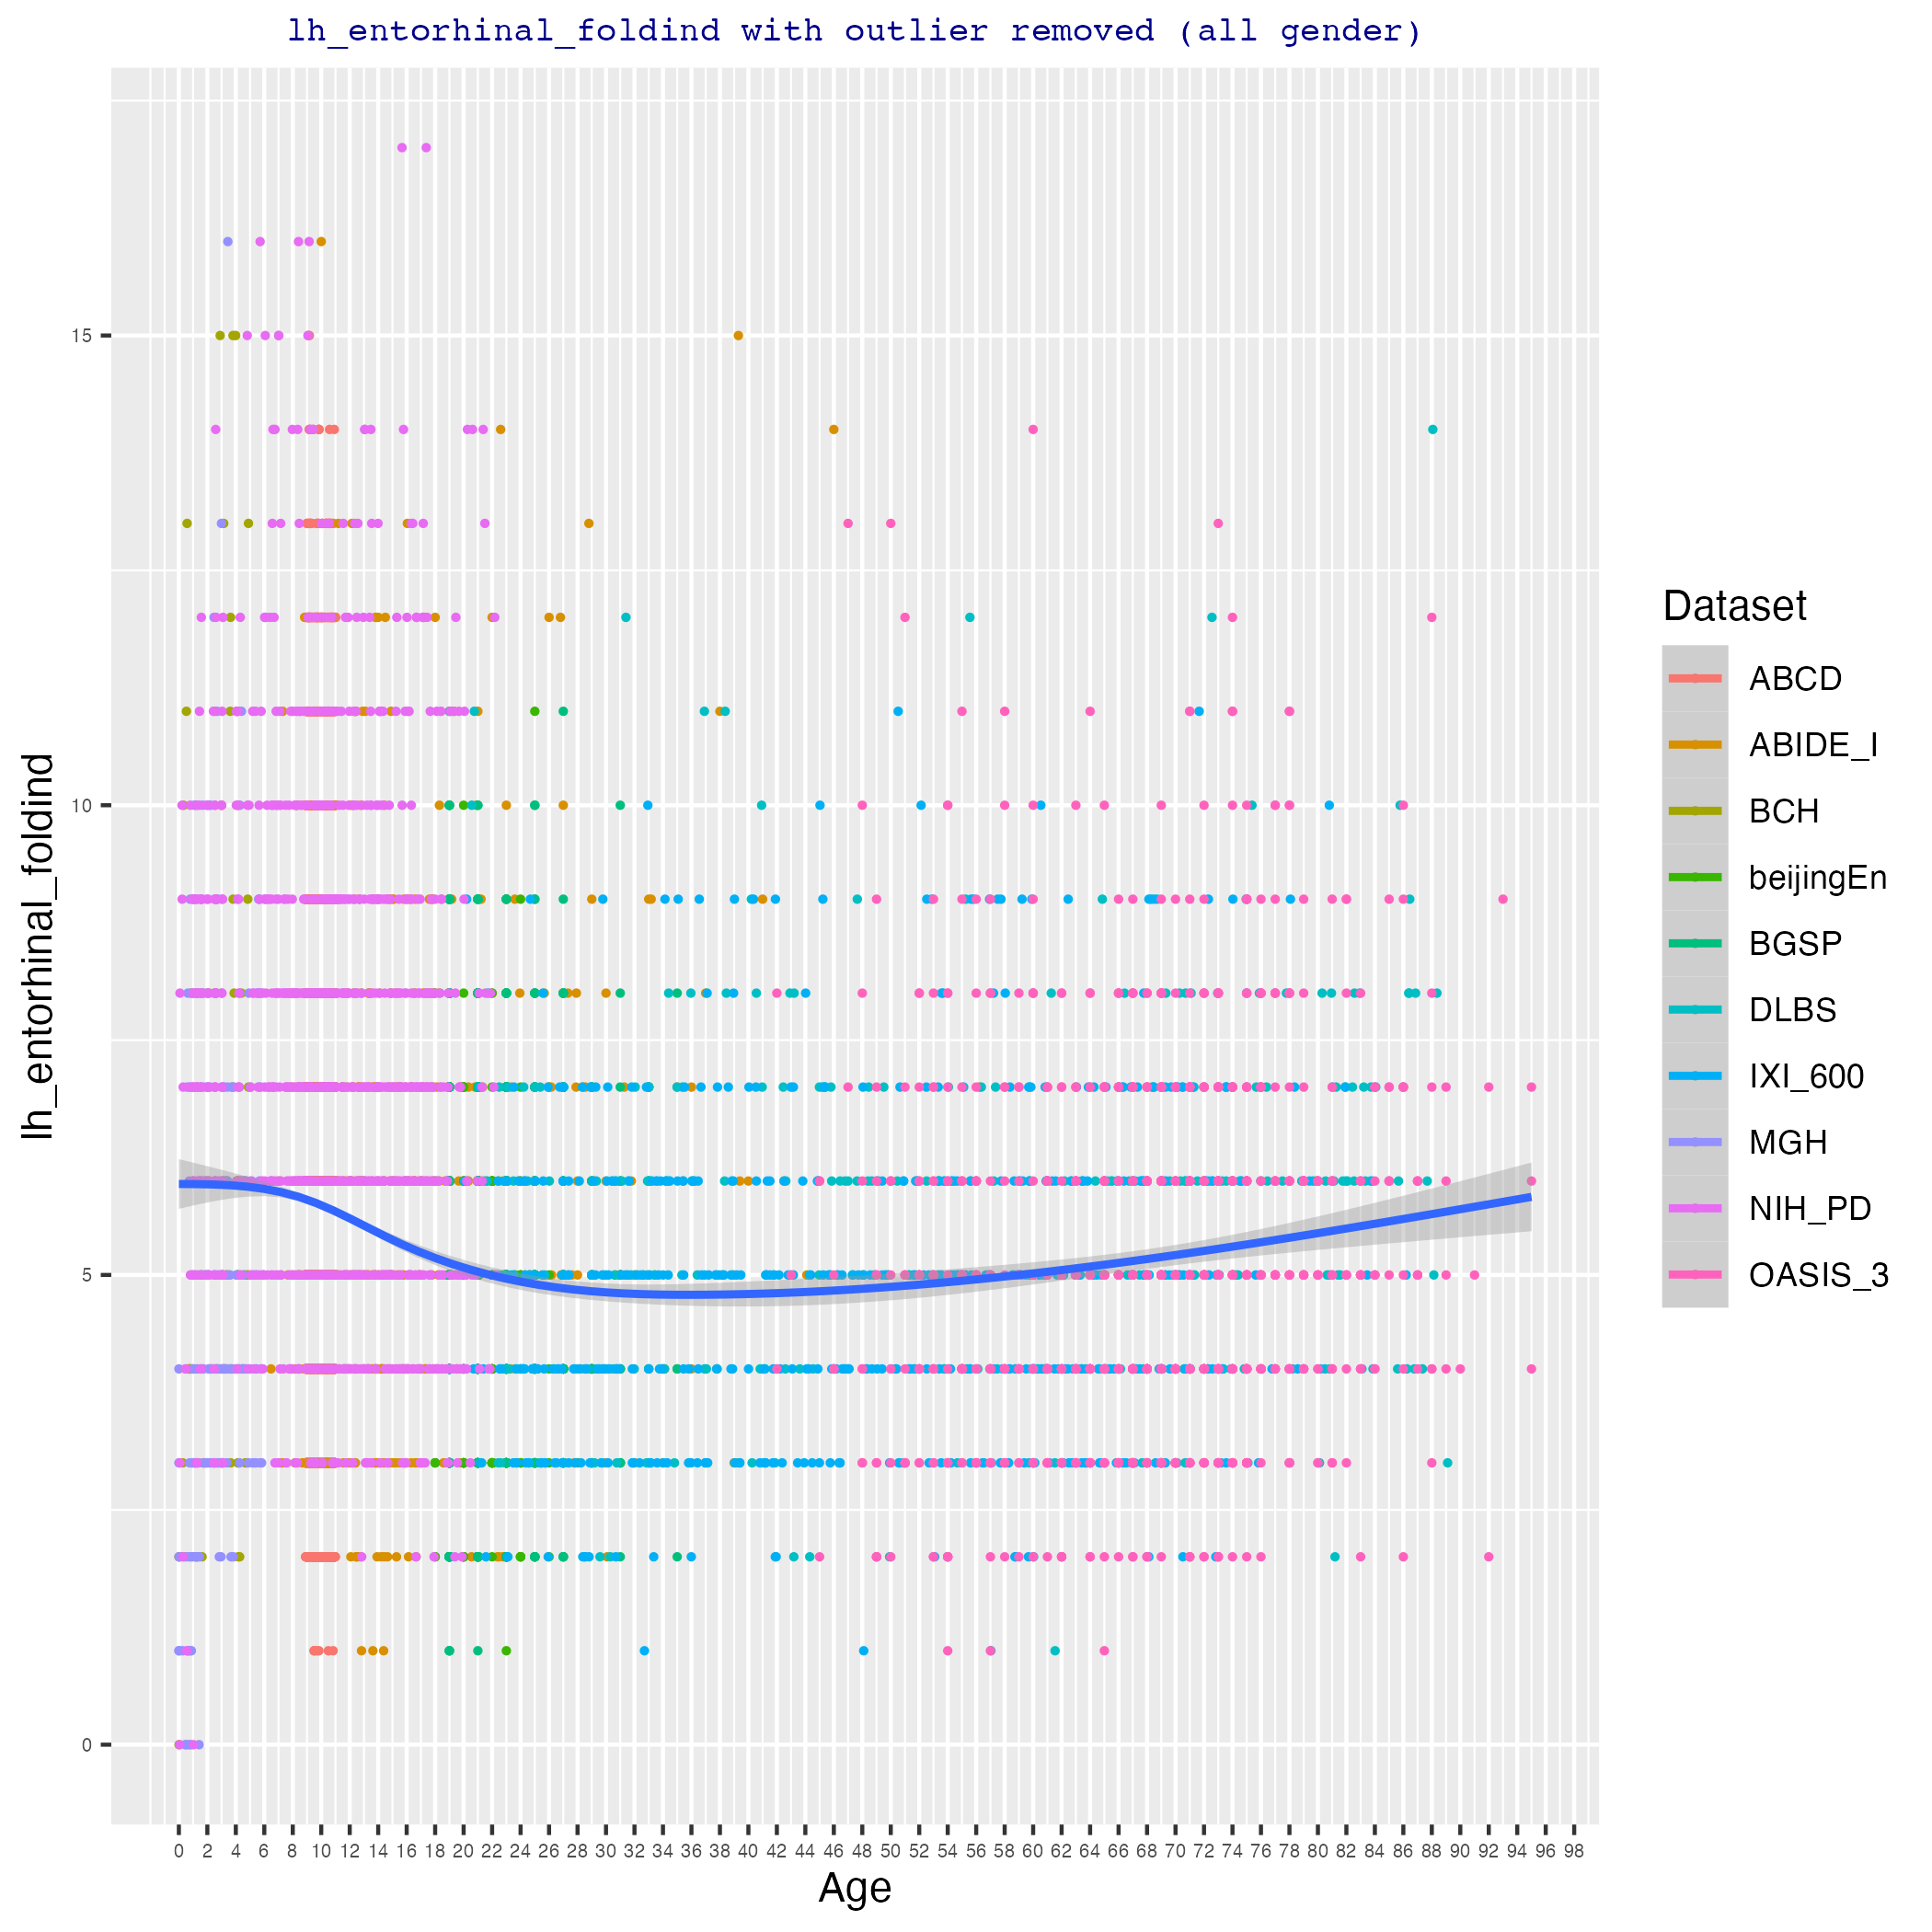 lh_entorhinal_foldind with outlier removed (all gender)
lh_entorhinal_foldind
15
10
5
0
0 2 4 6 8 10 12 14 16 18 20 22 24 26 28 30 32 34 36 38 40 42 44 46 48 50 52 54 56 58 60 62 64 66 68 70 72 74 76 78 80 82 84 86 88 90 92 94 96 98
Age
Dataset
ABCD
ABIDE_I
BCH
beijingEn
BGSP
DLBS
IXI_600
MGH
NIH_PD
OASIS_3